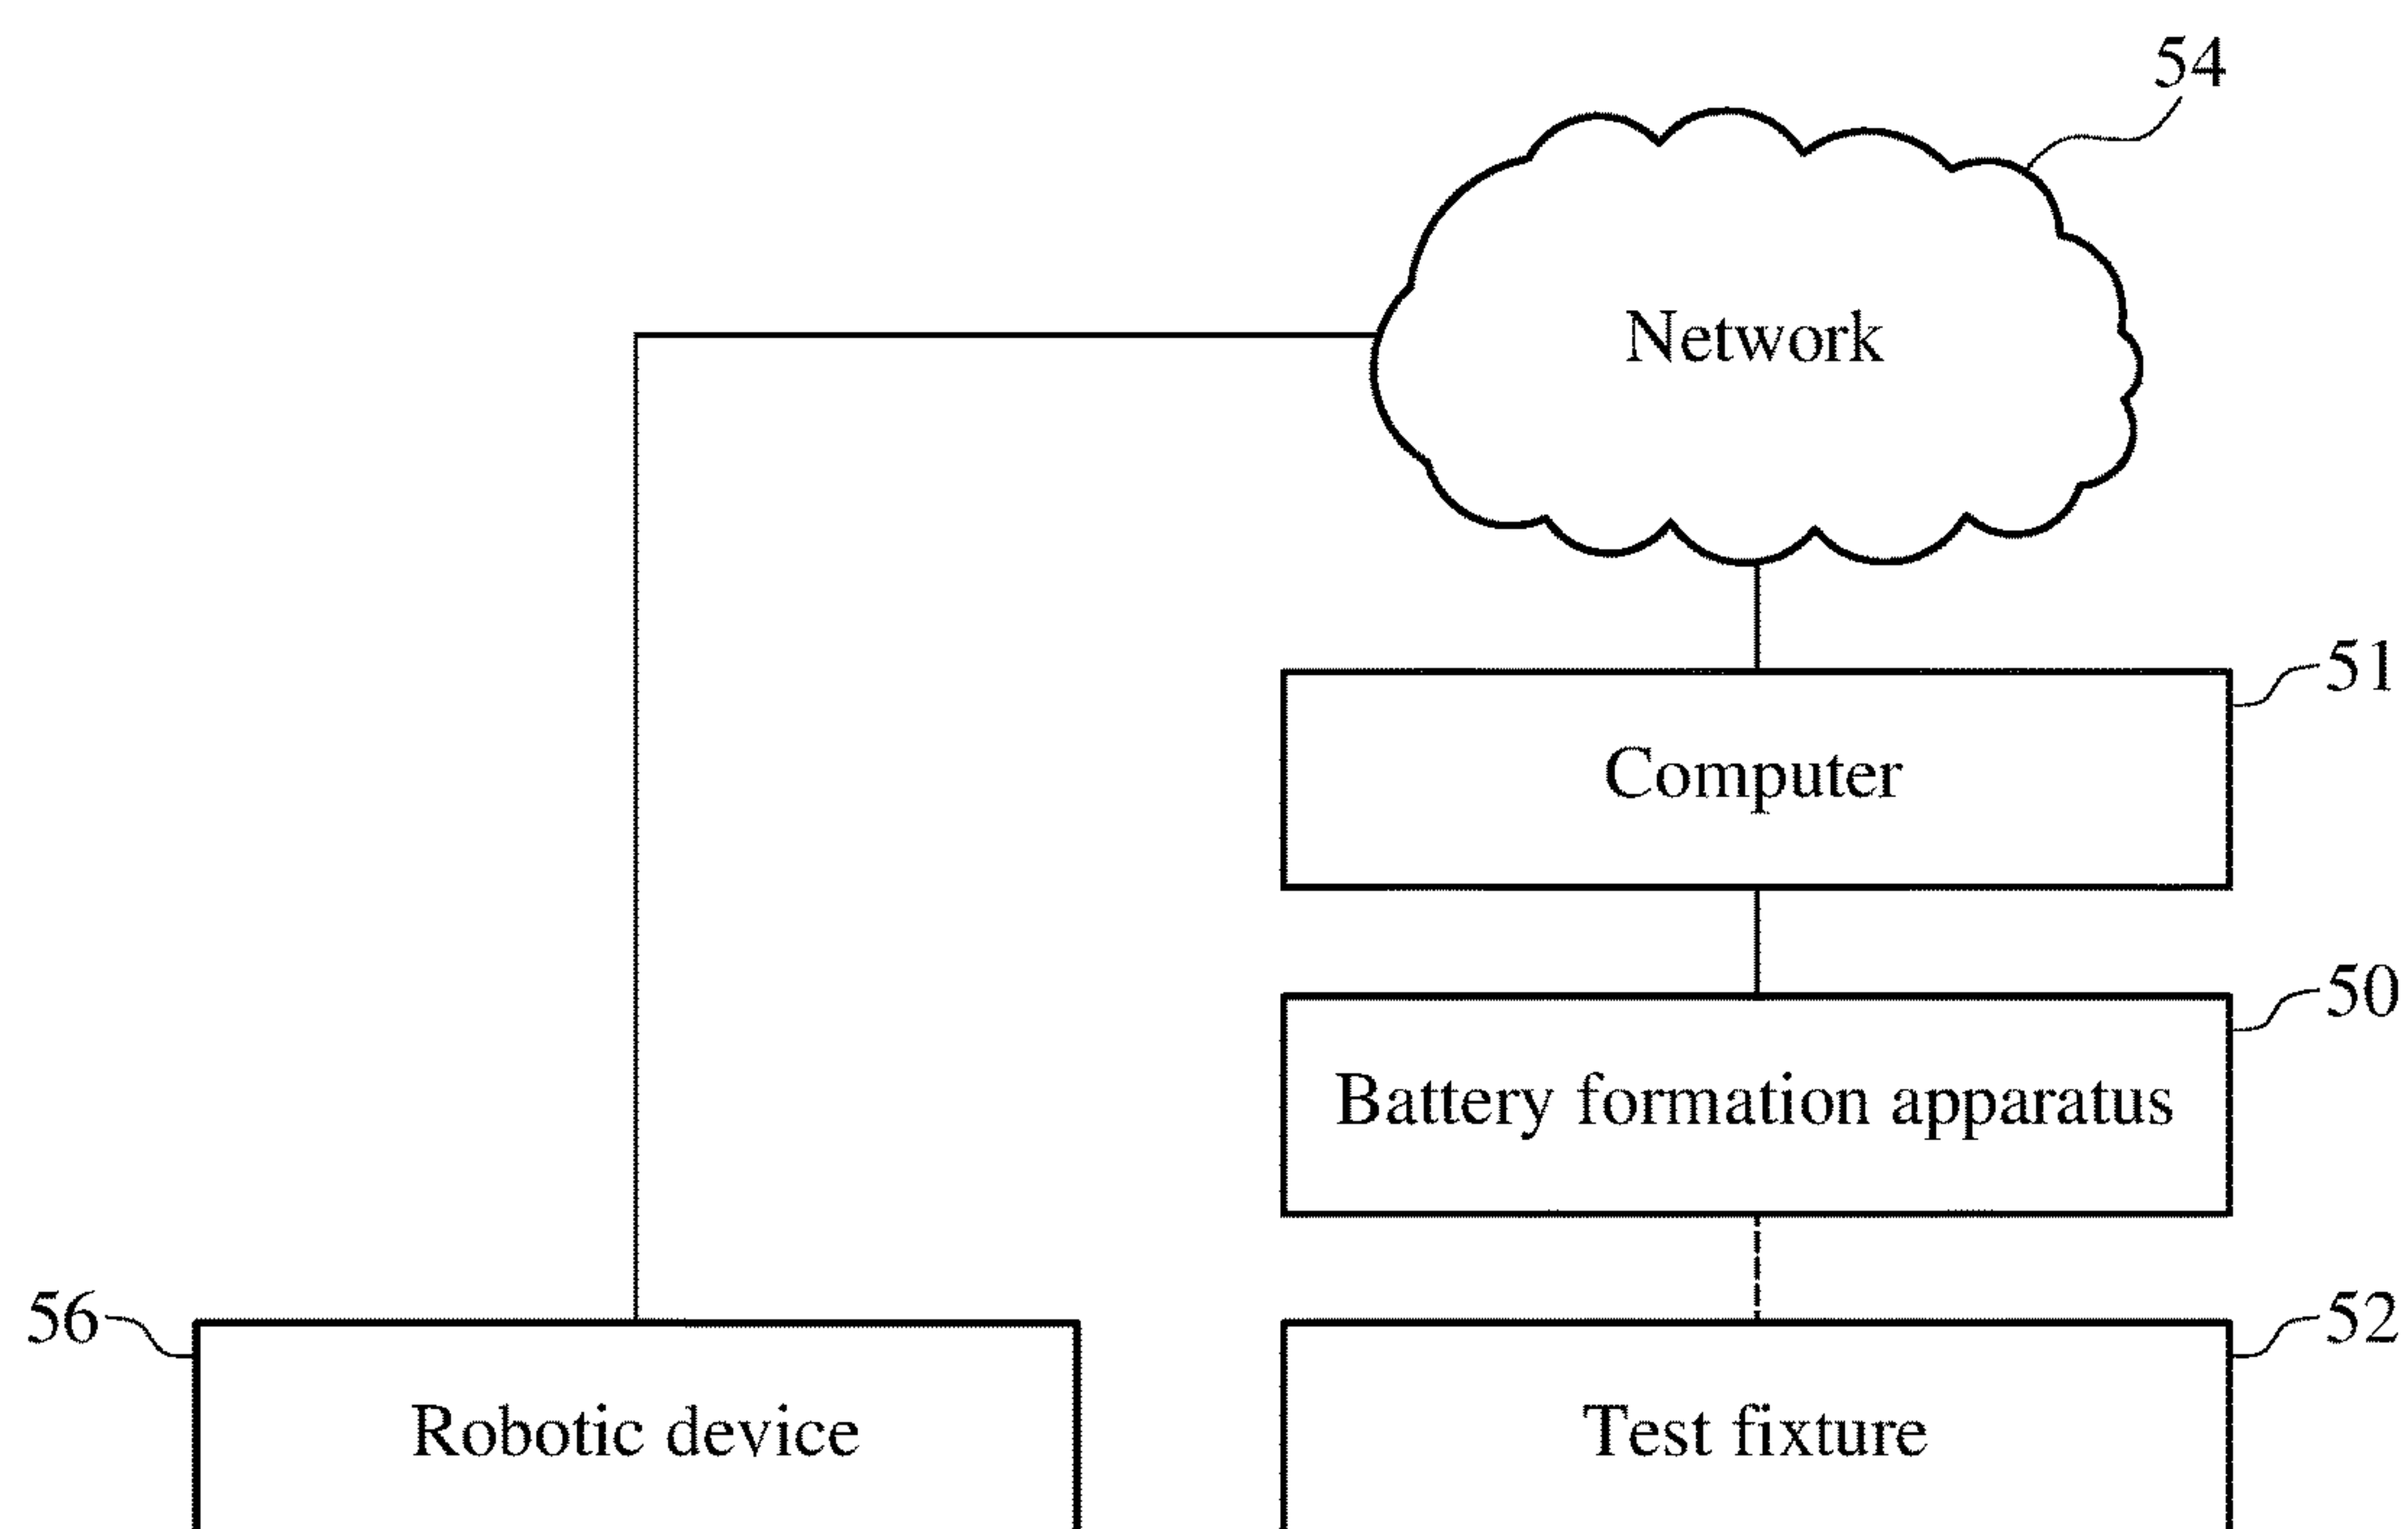 54
Network
51
Computer
50
Battery formation apparatus
56
52
Robotic device
Test fixture